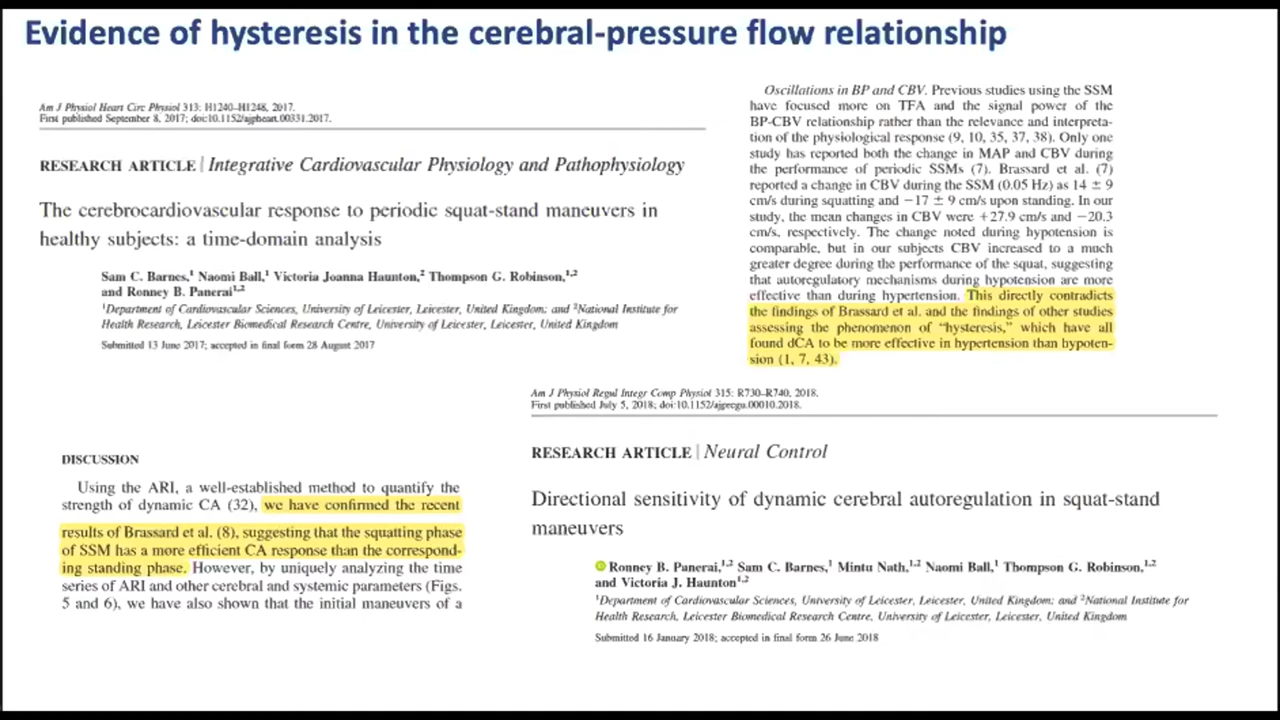 Evidence of hysteresis in the cerebral-pressure flow relationship
Am J Physiol Heart Circ Physiol 313: H1240–H1248, 2017.
First published September 8, 2017; doi:10.1152/ajpheart.00331.2017.
RESEARCH ARTICLE | Integrative Cardiovascular Physiology and Pathophysiology
The cerebrocardiovascular response to periodic squat-stand maneuvers in
healthy subjects: a time-domain analysis
Sam C. Barnes,1 Naomi Ball,1 Victoria Joanna Haunton,2 Thompson G. Robinson,1,2
and Ronney B. Panerai1,2
1Department of Cardiovascular Sciences, University of Leicester, Leicester, United Kingdom; and 2National Institute for
Health Research, Leicester Biomedical Research Centre, University of Leicester, Leicester, United Kingdom
Submitted 13 June 2017; accepted in final form 28 August 2017
Oscillations in BP and CBV. Previous studies using the SSM
have focused more on TFA and the signal power of the
BP-CBV relationship rather than the relevance and interpreta-
tion of the physiological response (9, 10, 35, 37, 38). Only one
study has reported both the change in MAP and CBV during
the performance of periodic SSMs (7). Brassard et al. (7)
reported a change in CBV during the SSM (0.05 Hz) as 14 ± 9
cm/s during squatting and −17 ± 9 cm/s upon standing. In our
study, the mean changes in CBV were +27.9 cm/s and −20.3
cm/s, respectively. The change noted during hypotension is
comparable, but in our subjects CBV increased to a much
greater degree during the performance of the squat, suggesting
that autoregulatory mechanisms during hypotension are more
effective than during hypertension. This directly contradicts
the findings of Brassard et al. and the findings of other studies
assessing the phenomenon of “hysteresis,” which have all
found dCA to be more effective in hypertension than hypoten-
sion (1, 7, 43).
Am J Physiol Regul Integr Comp Physiol 315: R730–R740, 2018.
First published July 5, 2018; doi:10.1152/ajpregu.00010.2018.
RESEARCH ARTICLE | Neural Control
Directional sensitivity of dynamic cerebral autoregulation in squat-stand
maneuvers
Ronney B. Panerai,1,2 Sam C. Barnes,1 Mintu Nath,1,2 Naomi Ball,1 Thompson G. Robinson,1,2
and Victoria J. Haunton1,2
1Department of Cardiovascular Sciences, University of Leicester, Leicester, United Kingdom; and 2National Institute for
Health Research, Leicester Biomedical Research Centre, University of Leicester, Leicester, United Kingdom
Submitted 16 January 2018; accepted in final form 26 June 2018
DISCUSSION
Using the ARI, a well-established method to quantify the
strength of dynamic CA (32), we have confirmed the recent
results of Brassard et al. (8), suggesting that the squatting phase
of SSM has a more efficient CA response than the correspond-
ing standing phase. However, by uniquely analyzing the time
series of ARI and other cerebral and systemic parameters (Figs.
5 and 6), we have also shown that the initial maneuvers of a